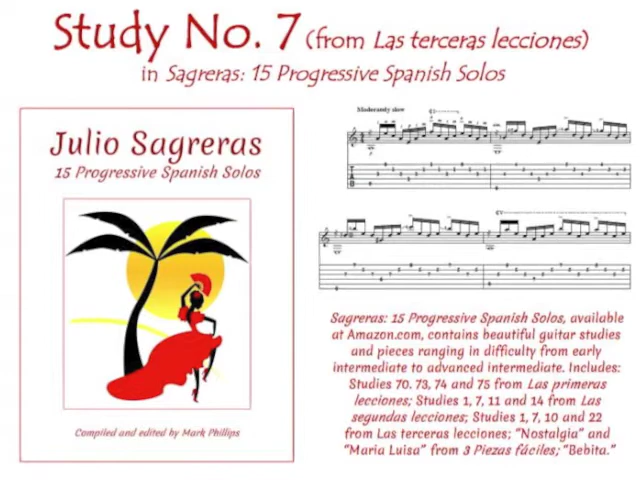 Study No. 7 (from Las terceras lecciones)
in Sagreras: 15 Progressive Spanish Solos
Julio Sagreras
15 Progressive Spanish Solos
Compiled and edited by Mark Phillips
Moderately slow
Sagreras: 15 Progressive Spanish Solos, available
at Amazon.com, contains beautiful guitar studies
and pieces ranging in difficulty from early
intermediate to advanced intermediate. Includes:
Studies 70. 73, 74 and 75 from Las primeras
lecciones; Studies 1, 7, 11 and 14 from Las
segundas lecciones; Studies 1, 7, 10 and 22
from Las terceras lecciones; "Nostalgia" and
"Maria Luisa" from 3 Piezas fáciles; "Bebita."